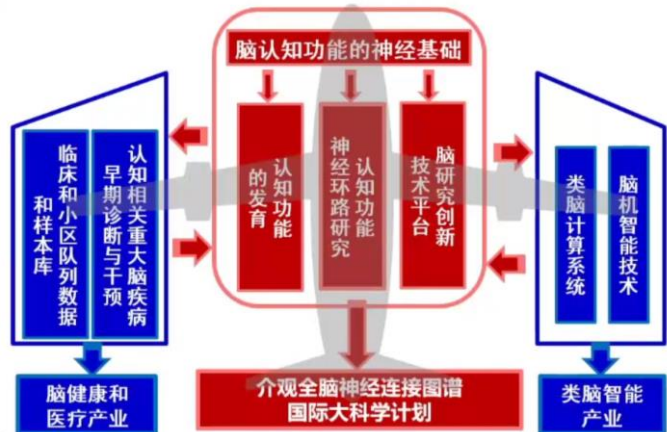 脑认知功能的神经基础
临床和小区队列数据
和样本库
认知相关重大脑疾病
早期诊断与干预
认知功能
的发育
认知功能
神经环路研究
脑研究创新
技术平台
类脑计算系统
脑机智能技术
脑健康和
医疗产业
介观全脑神经连接图谱
国际大科学计划
类脑智能
产业